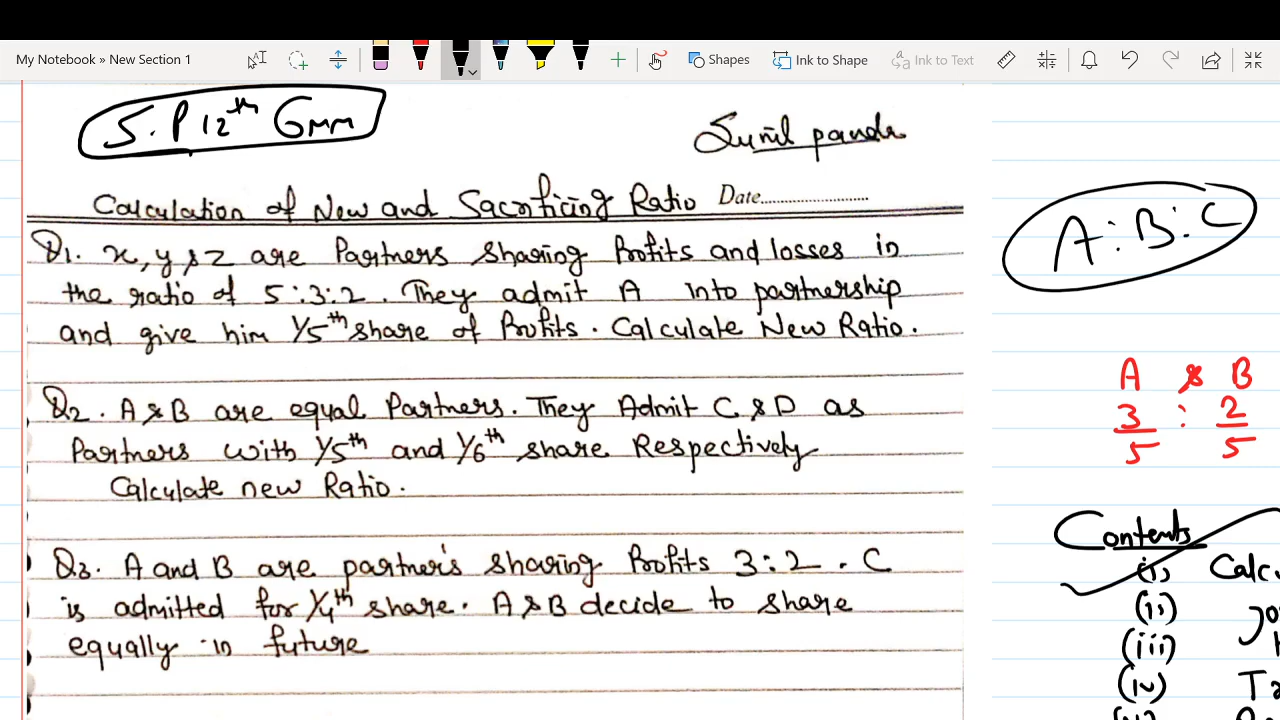 My Notebook » New Section 1
Shapes
Ink to Shape
Ink to Text
S.P 12th
Sunil panda
Calculation of New and Sacrificing Ratio Date
Q1. x, y & z are Partners sharing Profits and losses in
the ratio of 5:3:2. They admit A into partnership
and give him 1/5th share of Profits. Calculate New Ratio.
Q2. A & B are equal Partners. They Admit C & D as
Partners with 1/5th and 1/6th share Respectively
Calculate new Ratio.
Q3. A and B are partner's sharing Profits 3:2. C
is admitted for 1/4th share. A & B decide to share
equally in future
A:B:C
A & B
3/5 : 2/5
Contents
(i)
(ii)
(iii)
(iv)